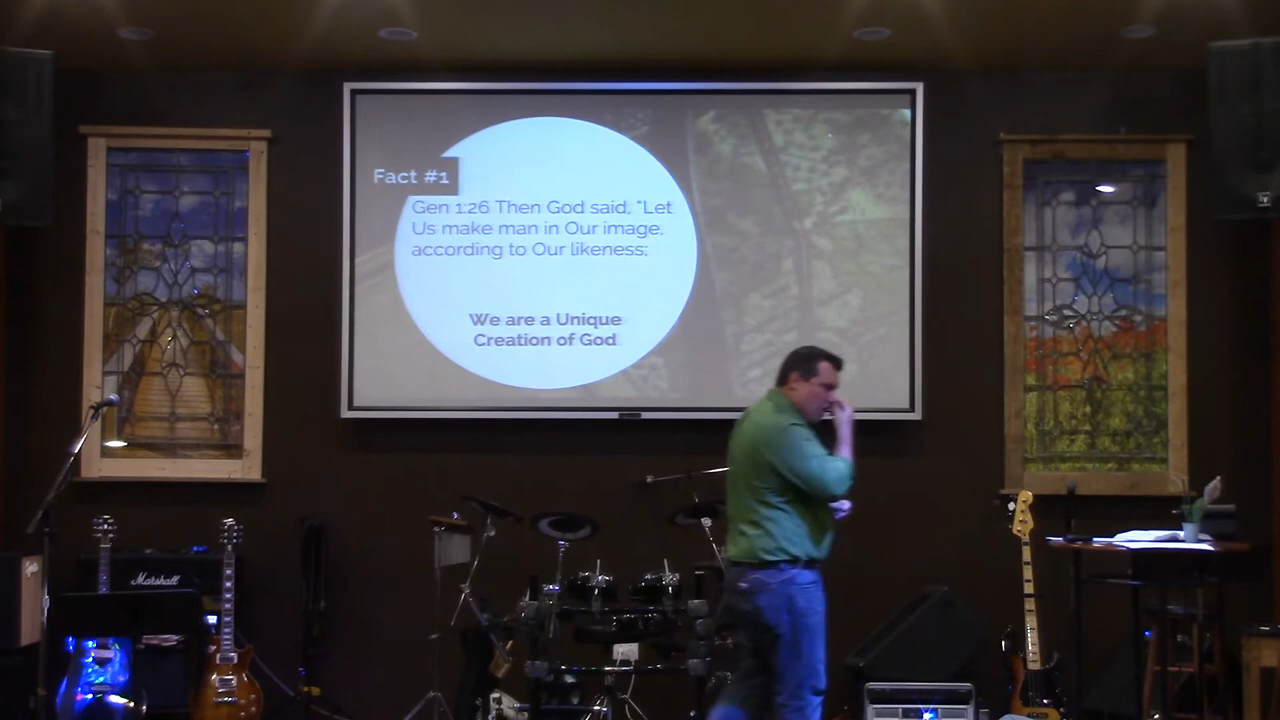 Fact #1
Gen 1:26 Then God said, "Let
Us make man in Our image,
according to Our likeness;
We are a Unique
Creation of God
Marshall